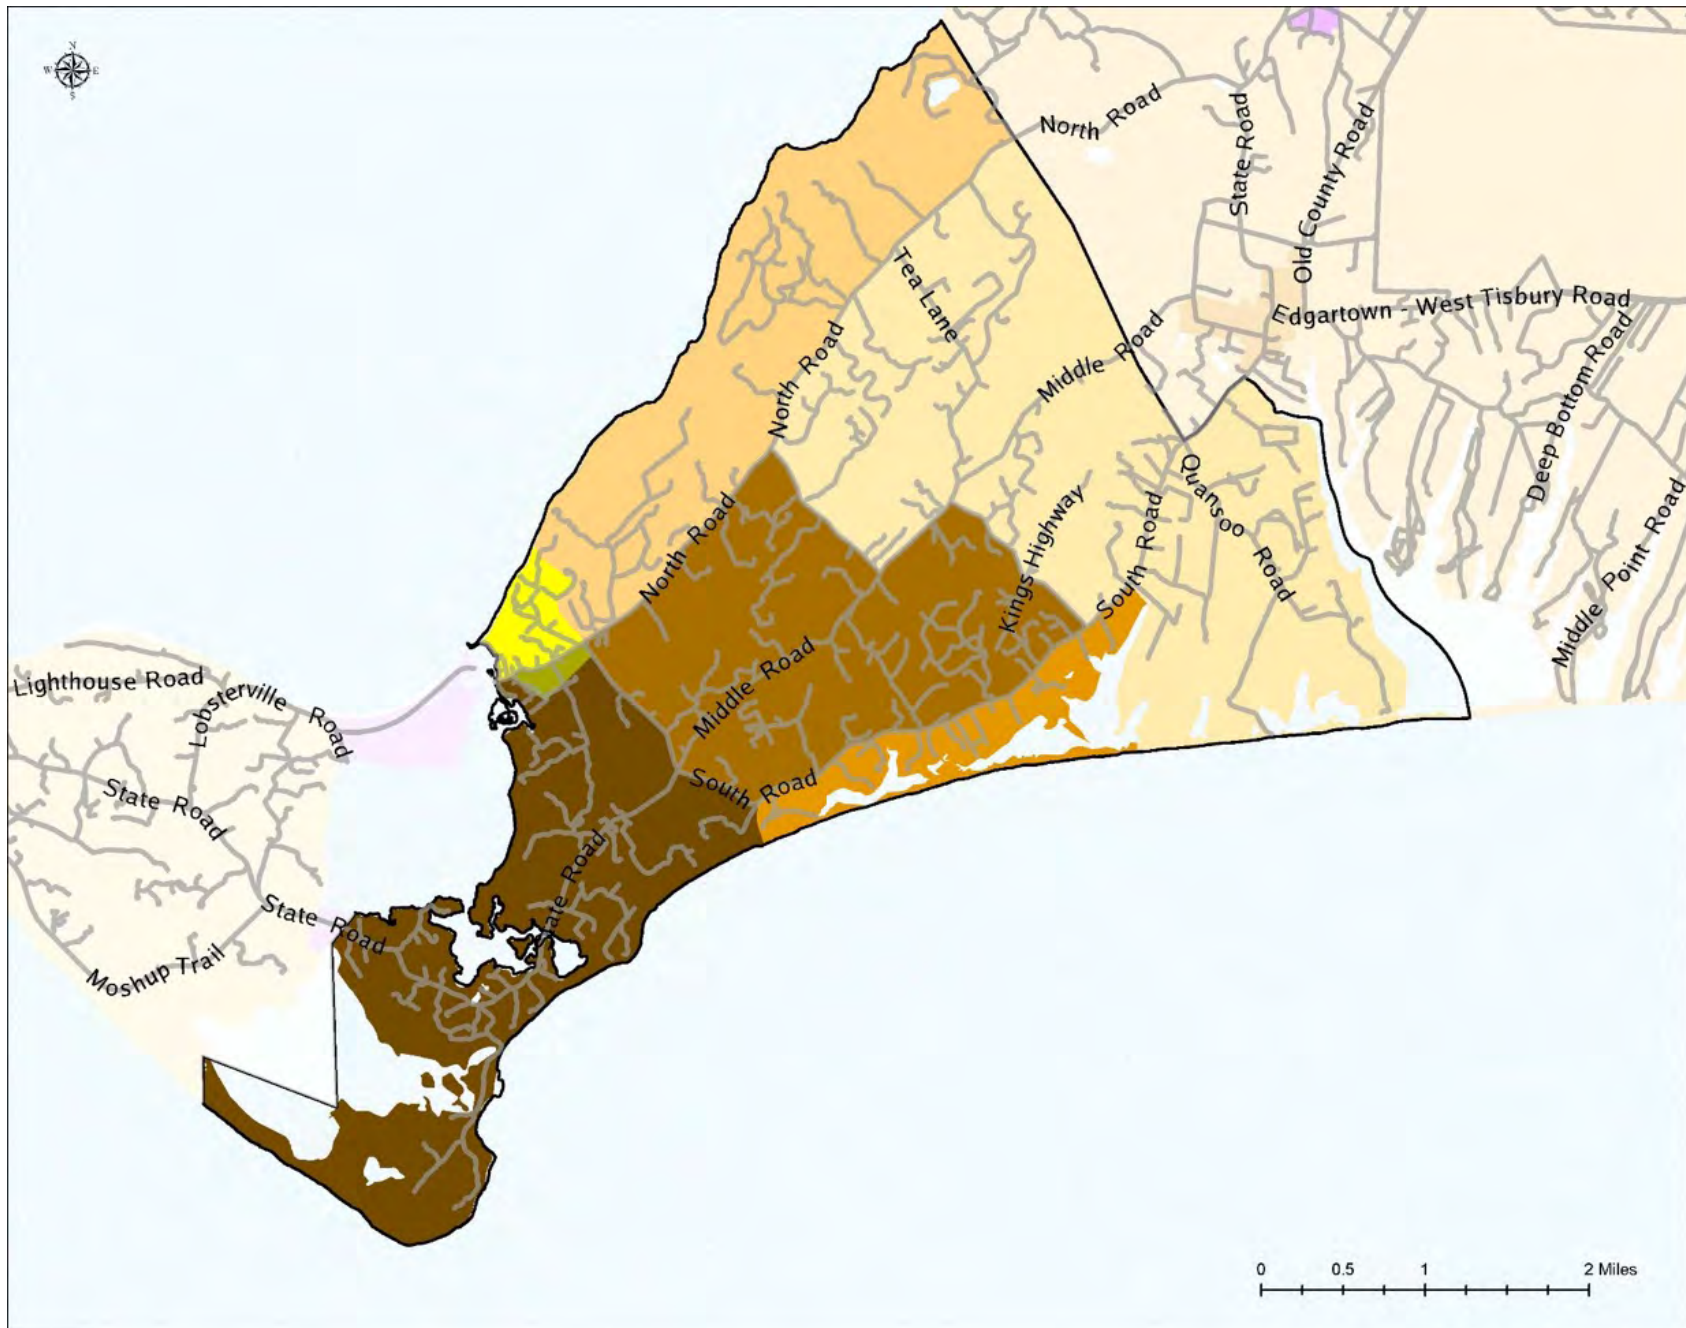 N
W E
S
North Road
State Road
Old County Road
Tea Lane
Edgartown - West Tisbury Road
Middle Road
North Road
Deep Bottom Road
Quansoo Road
Kings Highway
South Road
Middle Point Road
North Road
Middle Road
Lighthouse Road
Lobsterville Road
South Road
State Road
State Road
State Road
Moshup Trail
0 0.5 1 2 Miles